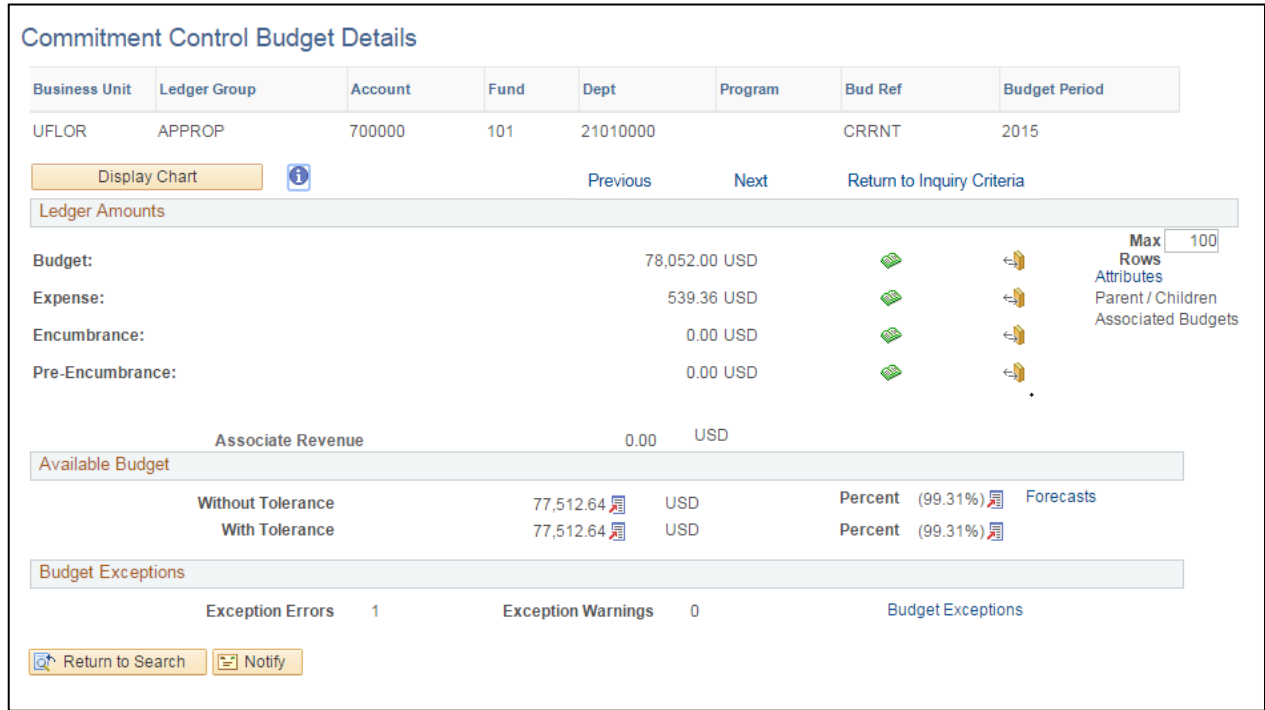 Commitment Control Budget Details
Business Unit Ledger Group Account Fund Dept Program Bud Ref Budget Period
UFLOR APPROP 700000 101 21010000 CRRNT 2015
Display Chart Previous Next Return to Inquiry Criteria
Ledger Amounts
Max 100
Rows
Budget: 78,052.00 USD
Attributes
Expense: 539.36 USD Parent / Children
Associated Budgets
Encumbrance: 0.00 USD
Pre-Encumbrance: 0.00 USD
Associate Revenue 0.00 USD
Available Budget
Without Tolerance 77,512.64 USD Percent (99.31%) Forecasts
With Tolerance 77,512.64 USD Percent (99.31%)
Budget Exceptions
Exception Errors 1 Exception Warnings 0 Budget Exceptions
Return to Search Notify